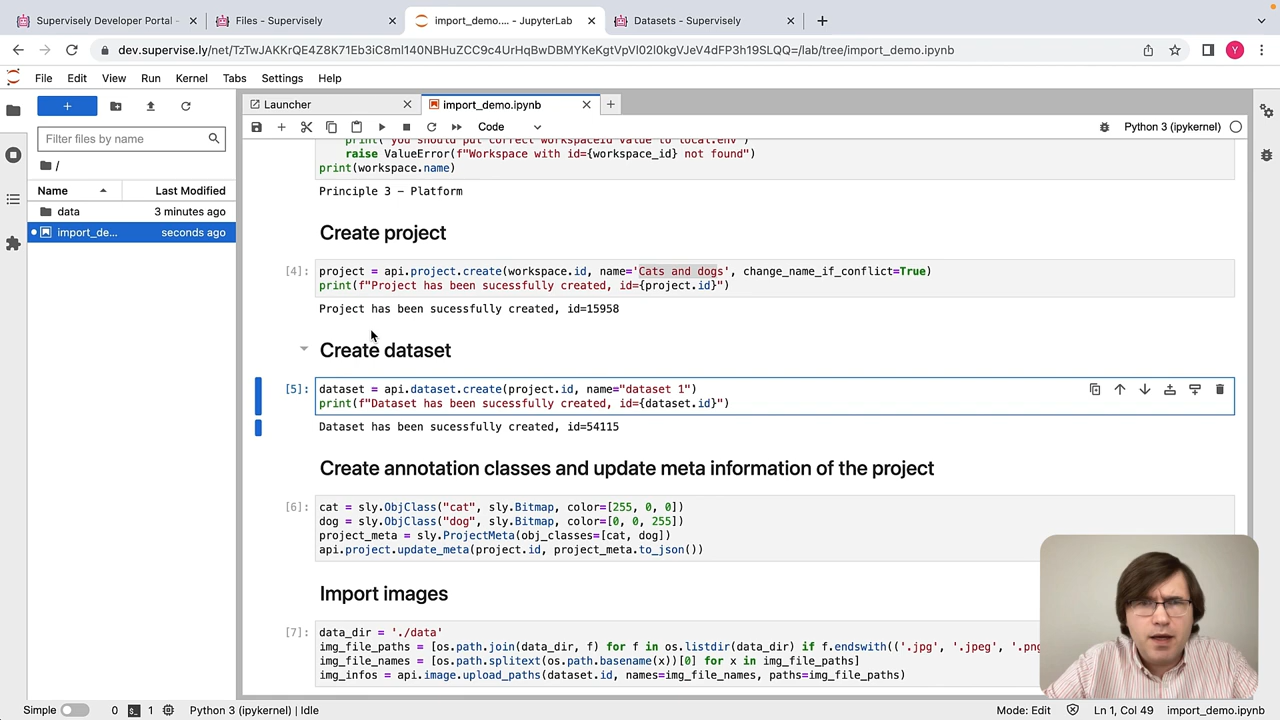 Supervisely Developer Portal -
Files - Supervisely
import_demo.... - JupyterLab
Datasets - Supervisely
dev.supervise.ly/net/TzTwJAKKrQE4Z8K71Eb3iC8ml140NBHuZCC9c4UrHqBwDBMYKeKgtVpVl02l0kgVJeV4dFP3h19SLQQ=/lab/tree/import_demo.ipynb
Y
File Edit View Run Kernel Tabs Settings Help
Launcher
import_demo.ipynb
Code
Python 3 (ipykernel)
Filter files by name
/
Name Last Modified
data 3 minutes ago
import_de... seconds ago
print("you should put correct workspaceId value to local.env")
raise ValueError(f"Workspace with id={workspace_id} not found")
print(workspace.name)
Principle 3 - Platform
Create project
[4]: project = api.project.create(workspace.id, name='Cats and dogs', change_name_if_conflict=True)
print(f"Project has been sucessfully created, id={project.id}")
Project has been sucessfully created, id=15958
Create dataset
[5]: dataset = api.dataset.create(project.id, name="dataset 1")
print(f"Dataset has been sucessfully created, id={dataset.id}")
Dataset has been sucessfully created, id=54115
Create annotation classes and update meta information of the project
[6]: cat = sly.ObjClass("cat", sly.Bitmap, color=[255, 0, 0])
dog = sly.ObjClass("dog", sly.Bitmap, color=[0, 0, 255])
project_meta = sly.ProjectMeta(obj_classes=[cat, dog])
api.project.update_meta(project.id, project_meta.to_json())
Import images
[7]: data_dir = './data'
img_file_paths = [os.path.join(data_dir, f) for f in os.listdir(data_dir) if f.endswith(('.jpg', '.jpeg', '.png
img_file_names = [os.path.splitext(os.path.basename(x))[0] for x in img_file_paths]
img_infos = api.image.upload_paths(dataset.id, names=img_file_names, paths=img_file_paths)
Simple 0 1 Python 3 (ipykernel) | Idle
Mode: Edit Ln 1, Col 49 import_demo.ipynb